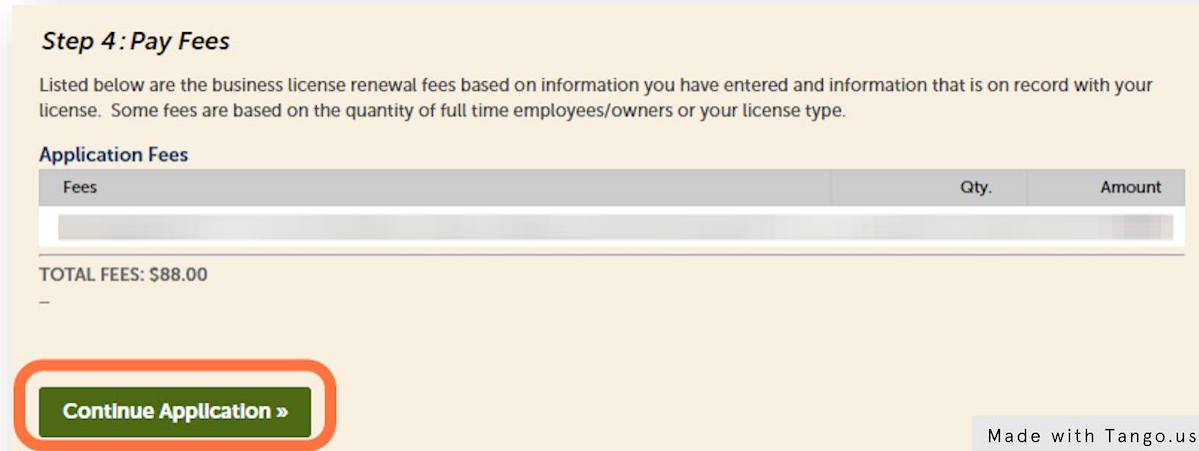 Step 4: Pay Fees
Listed below are the business license renewal fees based on information you have entered and information that is on record with your
license. Some fees are based on the quantity of full time employees/owners or your license type.
Application Fees
Fees Qty. Amount
TOTAL FEES: $88.00
–
Continue Application »
Made with Tango.us